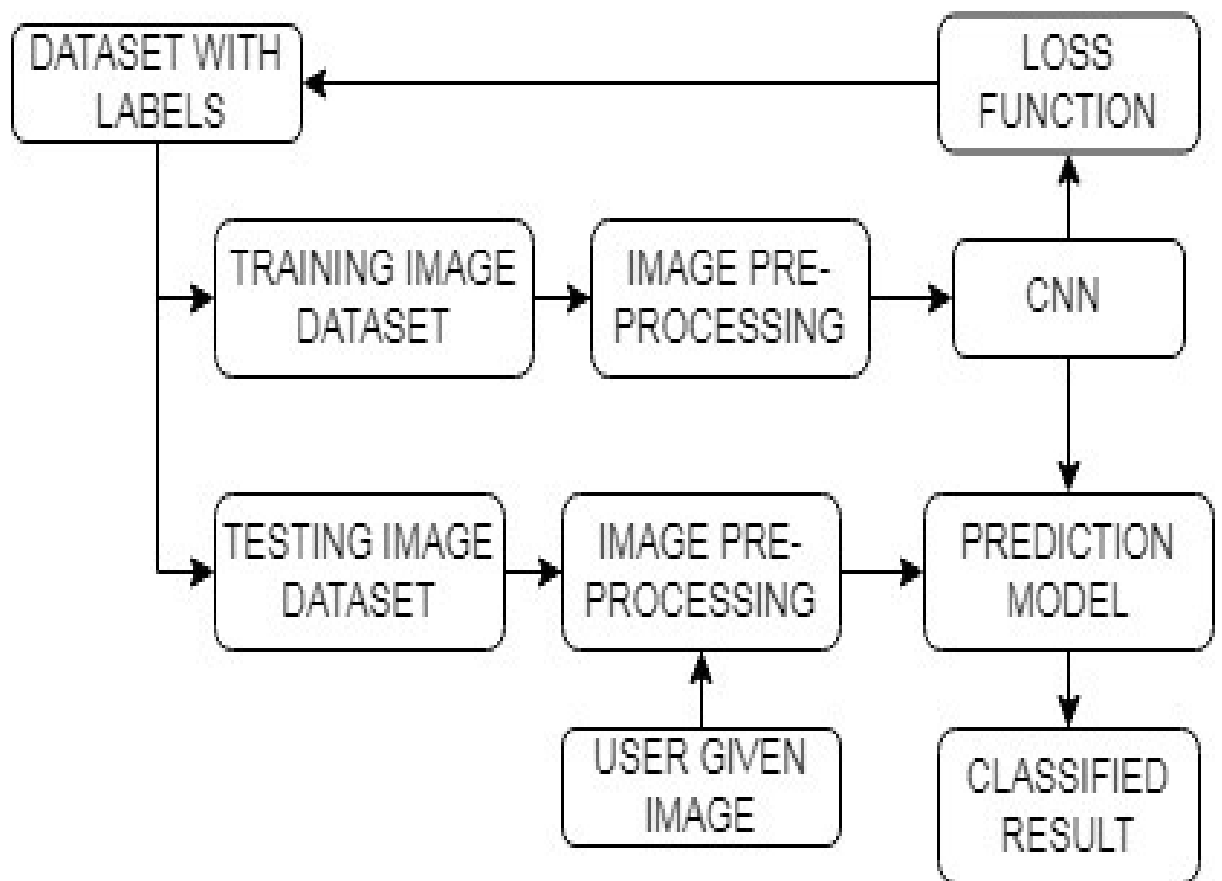 DATASET WITH
LABELS
LOSS
FUNCTION
TRAINING IMAGE
DATASET
IMAGE PRE-
PROCESSING
CNN
TESTING IMAGE
DATASET
IMAGE PRE-
PROCESSING
PREDICTION
MODEL
USER GIVEN
IMAGE
CLASSIFIED
RESULT